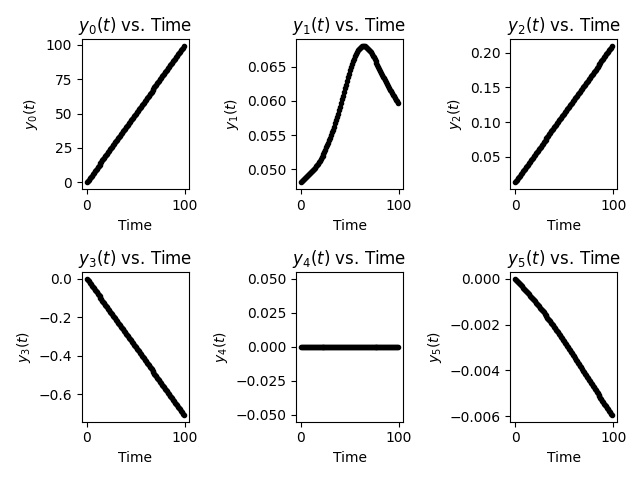 y₀(t) vs. Time
y₁(t) vs. Time
y₂(t) vs. Time
100
75
50
25
0
y₀(t)
0 100
Time
0.065
0.060
0.055
0.050
y₁(t)
0 100
Time
0.20
0.15
0.10
0.05
y₂(t)
0 100
Time
y₃(t) vs. Time
y₄(t) vs. Time
y₅(t) vs. Time
0.0
−0.2
−0.4
−0.6
y₃(t)
0 100
Time
0.050
0.025
0.000
−0.025
−0.050
y₄(t)
0 100
Time
0.000
−0.002
−0.004
−0.006
y₅(t)
0 100
Time